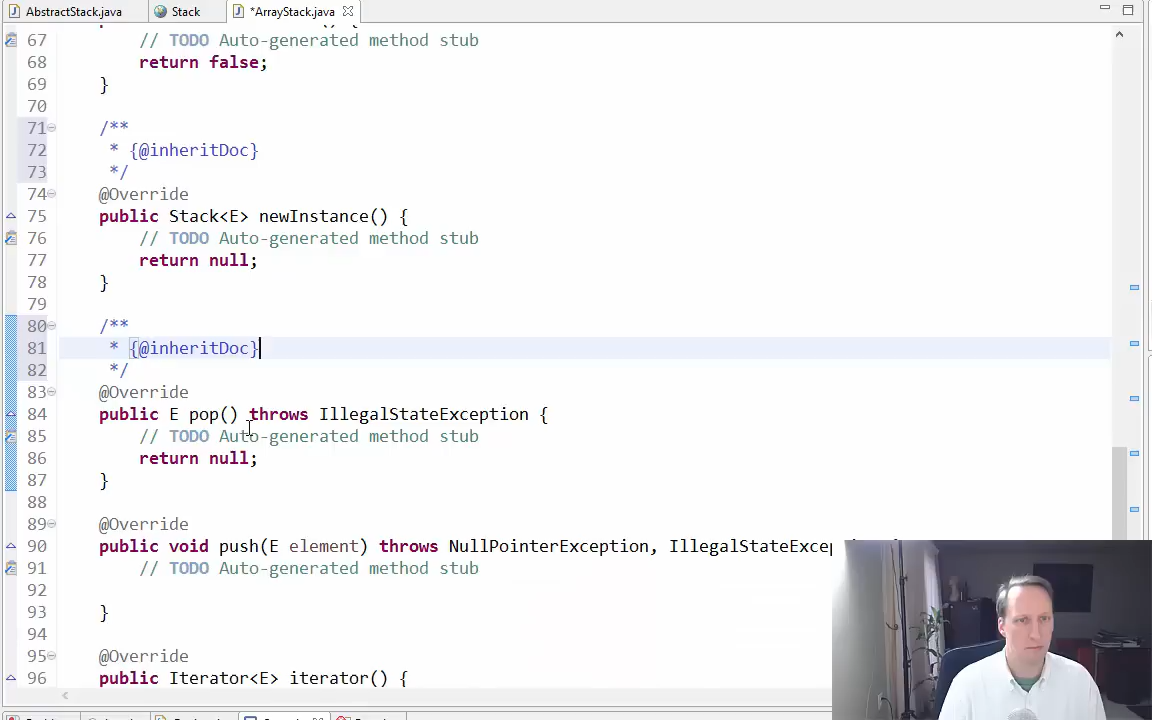 AbstractStack.java Stack *ArrayStack.java
67 // TODO Auto-generated method stub
68 return false;
69 }
70
71 /**
72 * {@inheritDoc}
73 */
74 @Override
75 public Stack<E> newInstance() {
76 // TODO Auto-generated method stub
77 return null;
78 }
79
80 /**
81 * {@inheritDoc}
82 */
83 @Override
84 public E pop() throws IllegalStateException {
85 // TODO Auto-generated method stub
86 return null;
87 }
88
89 @Override
90 public void push(E element) throws NullPointerException,
91 // TODO Auto-generated method stub
92
93 }
94
95 @Override
96 public Iterator<E> iterator() {